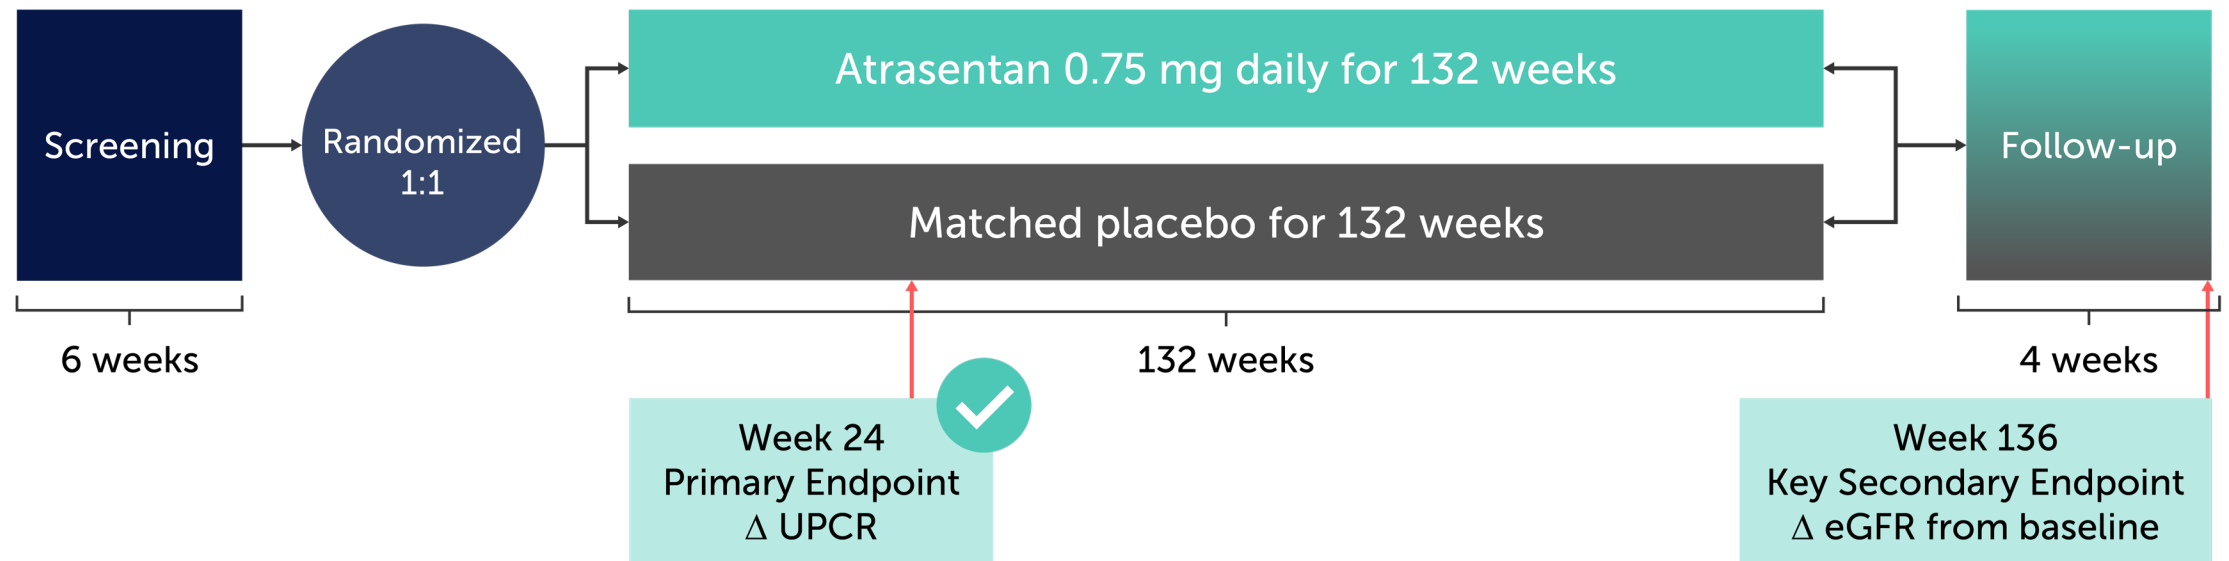 Screening
Randomized
1:1
Atrasentan 0.75 mg daily for 132 weeks
Matched placebo for 132 weeks
Follow-up
6 weeks
132 weeks
4 weeks
Week 24
Primary Endpoint
Δ UPCR
Week 136
Key Secondary Endpoint
Δ eGFR from baseline